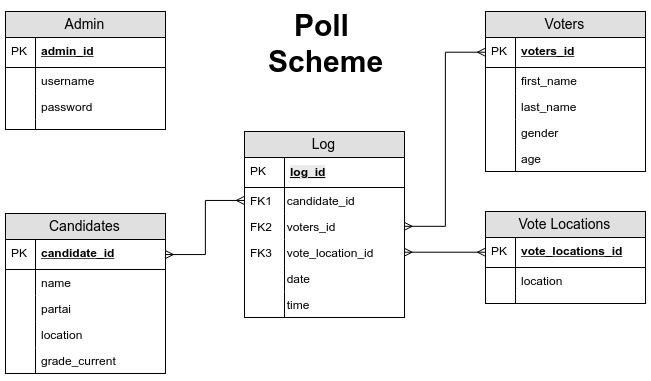 Poll
Scheme
Admin
PK admin_id
username
password
Voters
PK voters_id
first_name
last_name
gender
age
Log
PK log_id
FK1 candidate_id
FK2 voters_id
FK3 vote_location_id
date
time
Candidates
PK candidate_id
name
partai
location
grade_current
Vote Locations
PK vote_locations_id
location